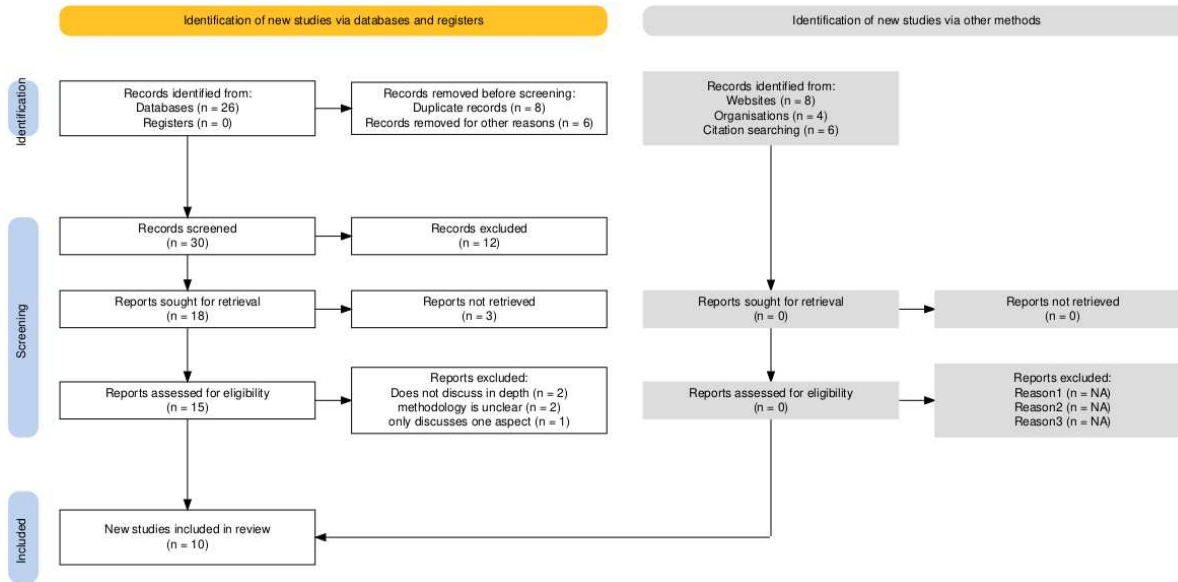 Identification of new studies via databases and registers
Identification of new studies via other methods
Identification
Records identified from:
Databases (n = 26)
Registers (n = 0)
Records removed before screening:
Duplicate records (n = 8)
Records removed for other reasons (n = 6)
Records identified from:
Websites (n = 8)
Organisations (n = 4)
Citation searching (n = 6)
Screening
Records screened
(n = 30)
Records excluded
(n = 12)
Reports sought for retrieval
(n = 18)
Reports not retrieved
(n = 3)
Reports sought for retrieval
(n = 0)
Reports not retrieved
(n = 0)
Reports assessed for eligibility
(n = 15)
Reports excluded:
Does not discuss in depth (n = 2)
methodology is unclear (n = 2)
only discusses one aspect (n = 1)
Reports assessed for eligibility
(n = 0)
Reports excluded:
Reason1 (n = NA)
Reason2 (n = NA)
Reason3 (n = NA)
Included
New studies included in review
(n = 10)